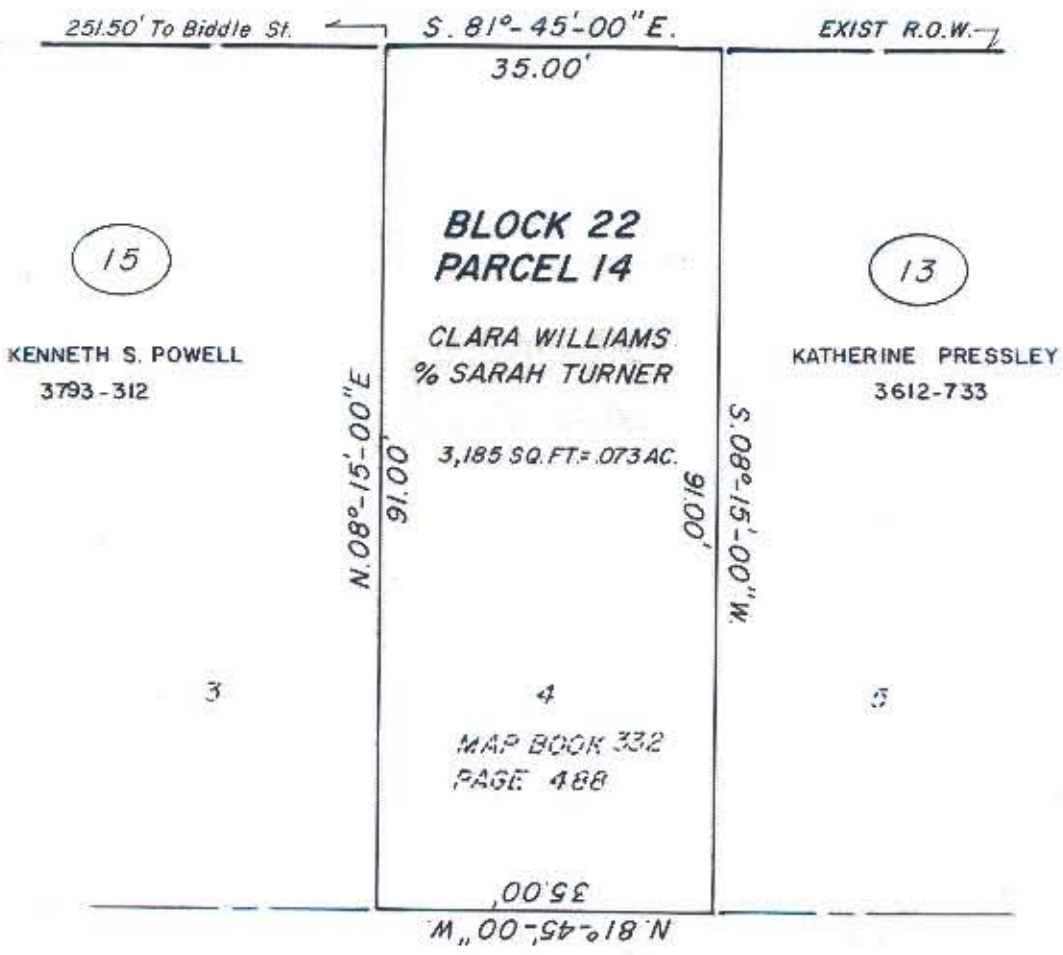 251.50' To Biddle St.
S. 81°-45'-00"E.
EXIST R.O.W.
35.00'
BLOCK 22
PARCEL 14
15
13
CLARA WILLIAMS
% SARAH TURNER
KENNETH S. POWELL
3793-312
KATHERINE PRESSLEY
3612-733
3,185 SQ.FT.= .073 AC.
N.08°-15'-00"E
91.00'
91.00'
S.08°-15'-00"W.
3
4
5
MAP BOOK 332
PAGE 488
35.00'
N.81°-45'-00"W.